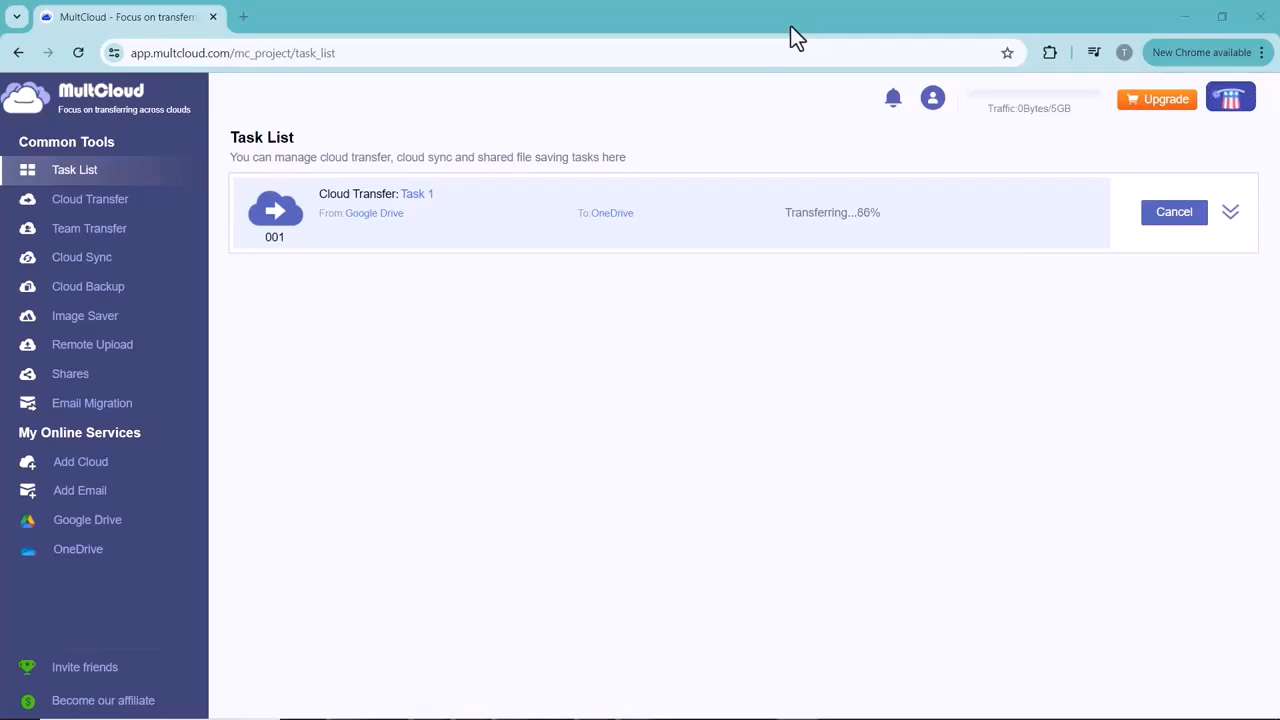 MultCloud - Focus on transferri
app.multcloud.com/mc_project/task_list
T
New Chrome available
MultCloud
Focus on transferring across clouds
Traffic:0Bytes/5GB
Upgrade
Common Tools
Task List
Cloud Transfer
Team Transfer
Cloud Sync
Cloud Backup
Image Saver
Remote Upload
Shares
Email Migration
My Online Services
Add Cloud
Add Email
Google Drive
OneDrive
Invite friends
$
Become our affiliate
Task List
You can manage cloud transfer, cloud sync and shared file saving tasks here
Cloud Transfer: Task 1
From:Google Drive To:OneDrive Transferring...86% Cancel
001